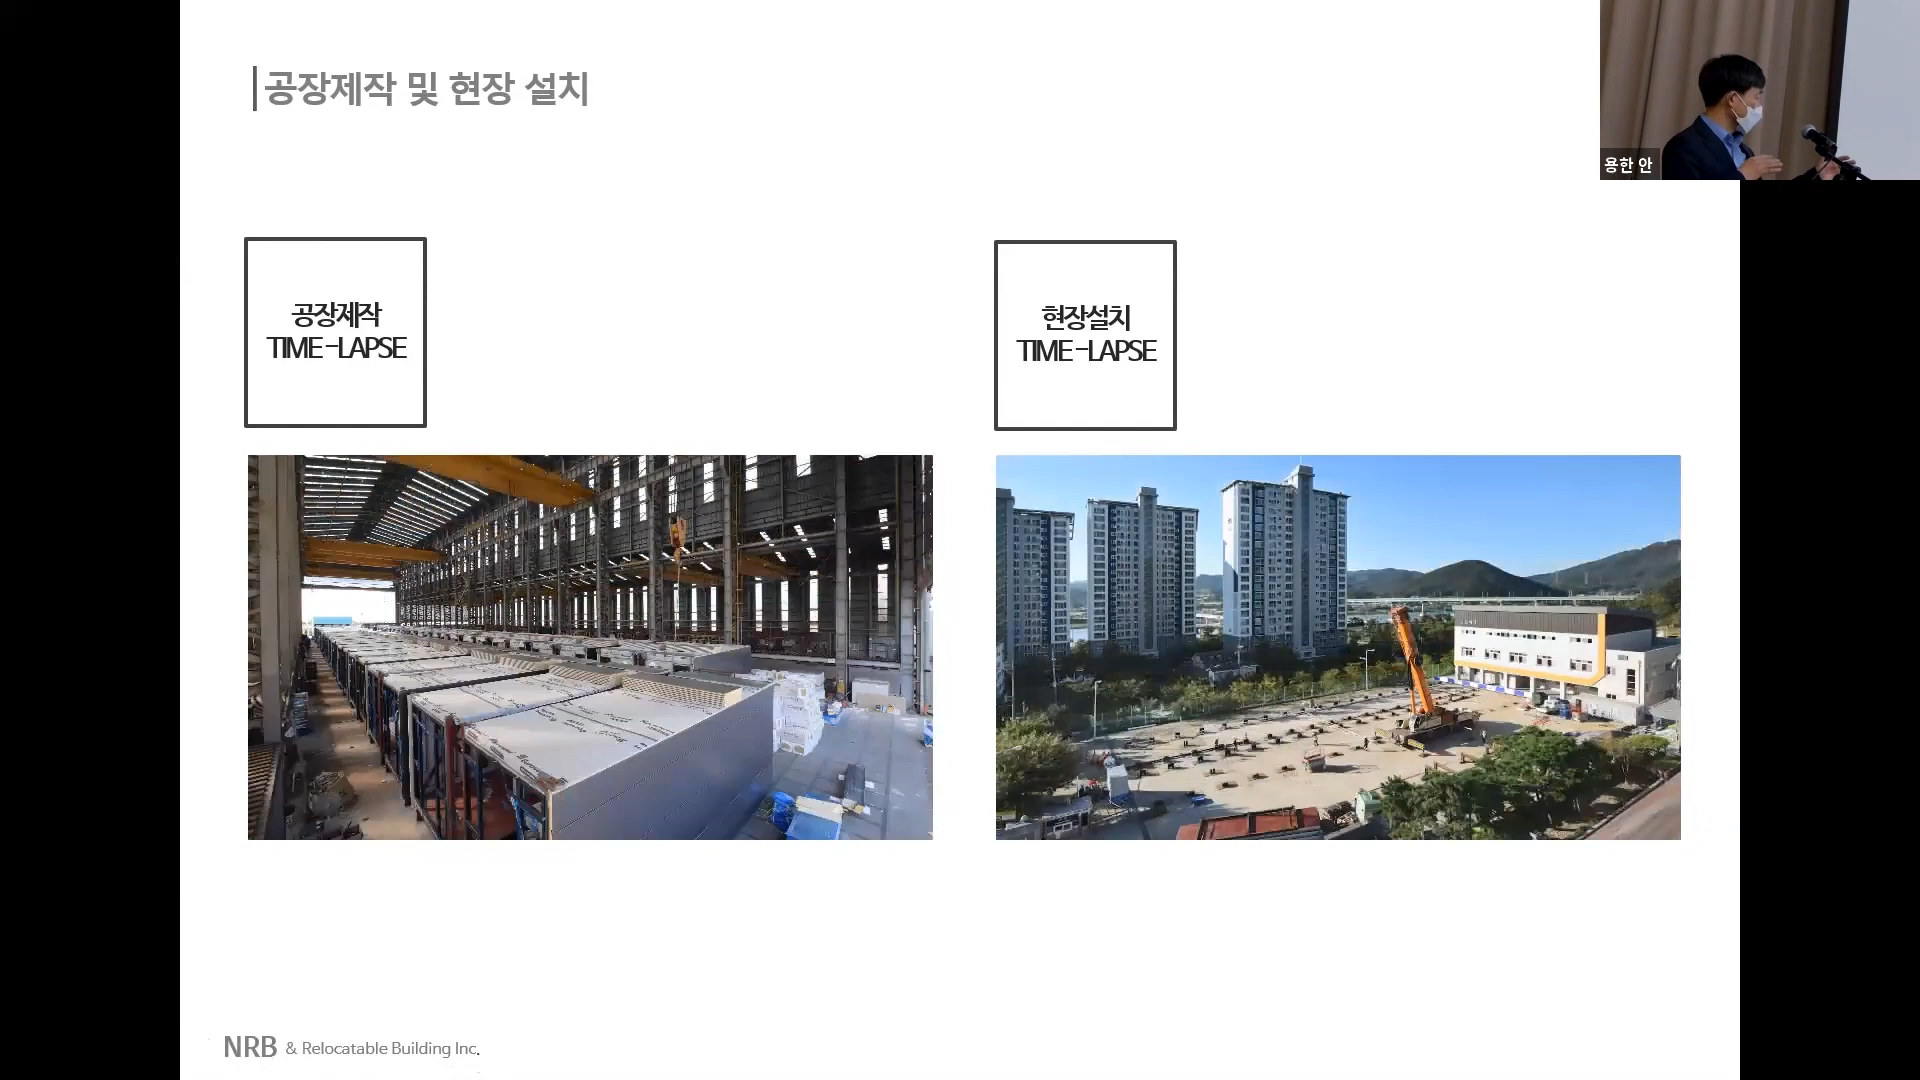 공장제작 및 현장 설치
용한 안
공장제작
TIME-LAPSE
현장설치
TIME-LAPSE
NRB & Relocatable Building Inc.